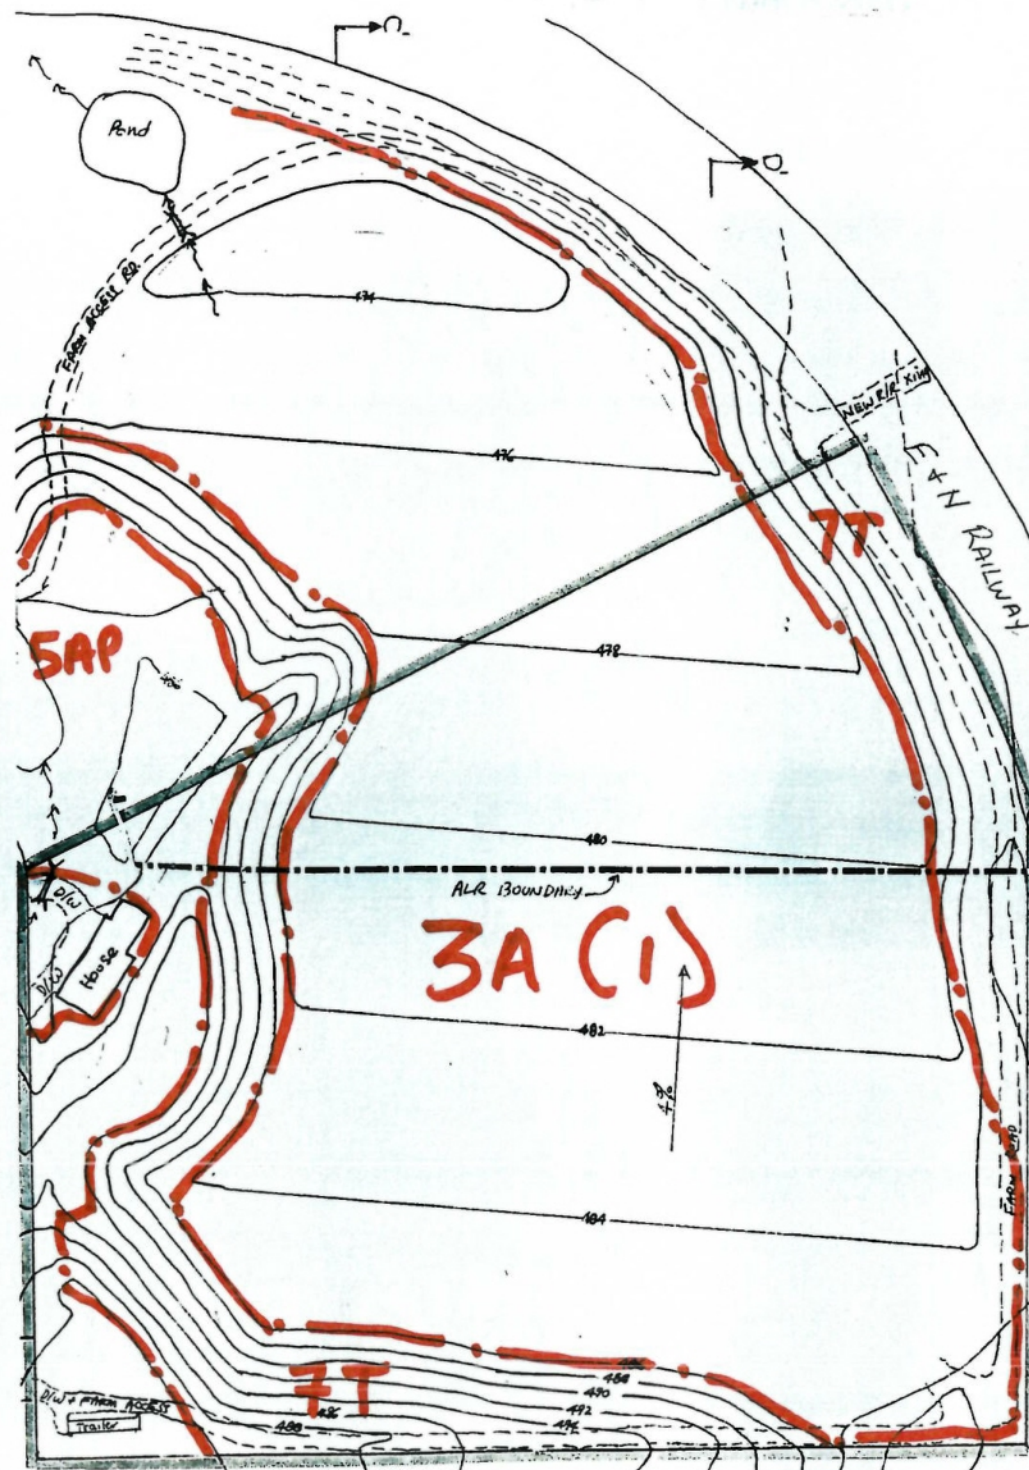 Pond
FARM ACCESS RD.
474
476
NEW R/R Xing
E & N RAILWAY
7T
478
5AP
480
ALR BOUNDARY
3A (1)
D/W
House
D/W
482
4%
484
FARM ROAD
7T
488
490
492
494
486
488
D/W + FARM ACCESS
Trailer